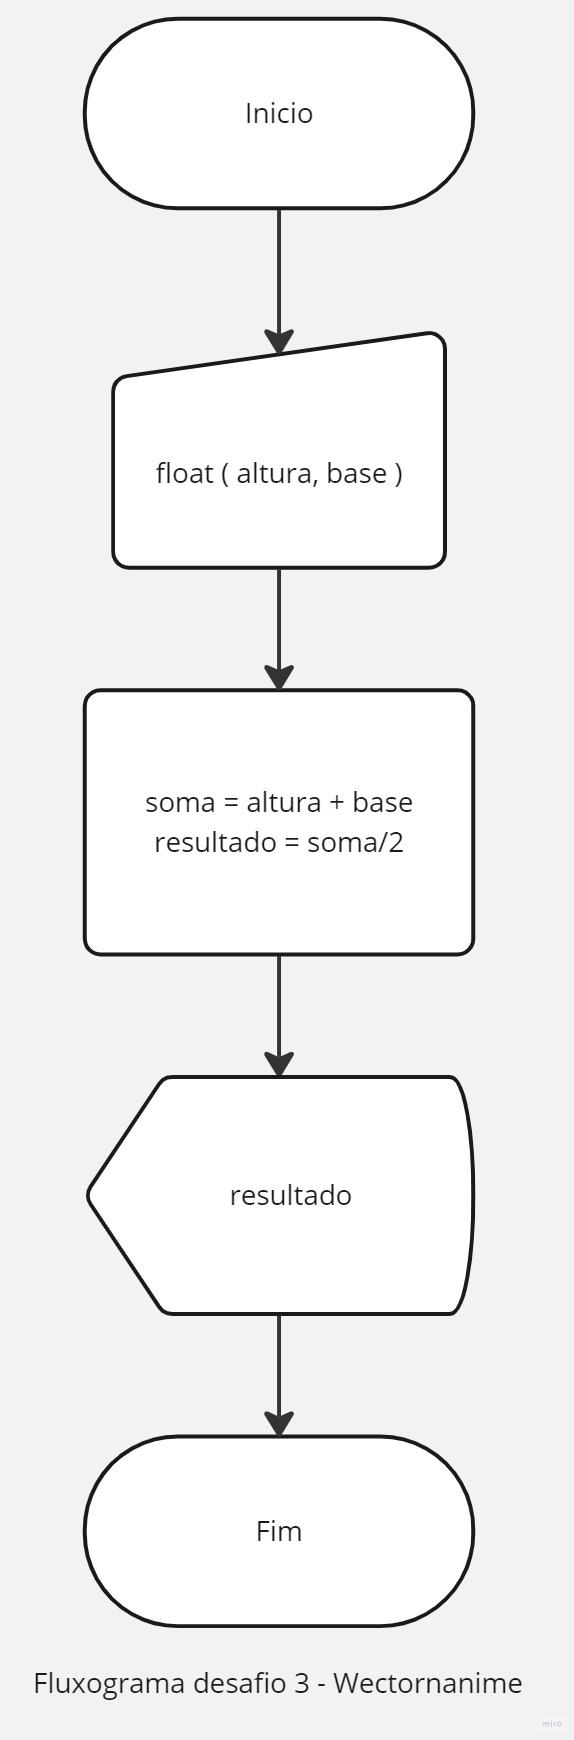 Inicio
float ( altura, base )
soma = altura + base
resultado = soma/2
resultado
Fim
Fluxograma desafio 3 - Wectornanime
miro